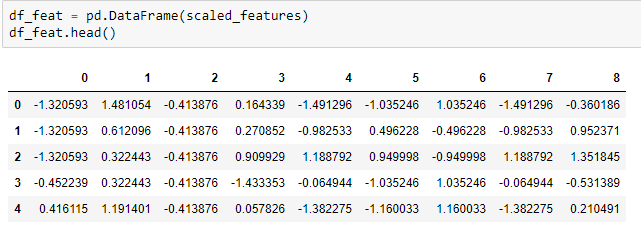 df_feat = pd.DataFrame(scaled_features)
df_feat.head()
0 1 2 3 4 5 6 7 8
0 -1.320593 1.481054 -0.413876 0.164339 -1.491296 -1.035246 1.035246 -1.491296 -0.360186
1 -1.320593 0.612096 -0.413876 0.270852 -0.982533 0.496228 -0.496228 -0.982533 0.952371
2 -1.320593 0.322443 -0.413876 0.909929 1.188792 0.949998 -0.949998 1.188792 1.351845
3 -0.452239 0.322443 -0.413876 -1.433353 -0.064944 -1.035246 1.035246 -0.064944 -0.531389
4 0.416115 1.191401 -0.413876 0.057826 -1.382275 -1.160033 1.160033 -1.382275 0.210491